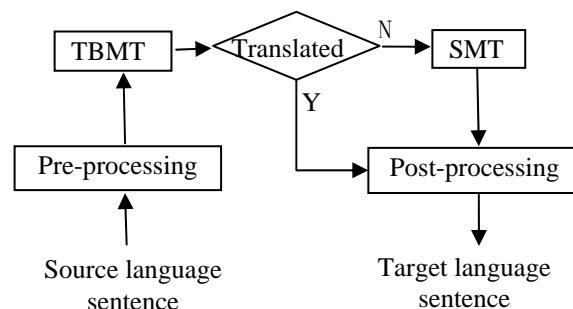 TBMT
Translated
N
SMT
Y
Pre-processing
Post-processing
Source language
sentence
Target language
sentence